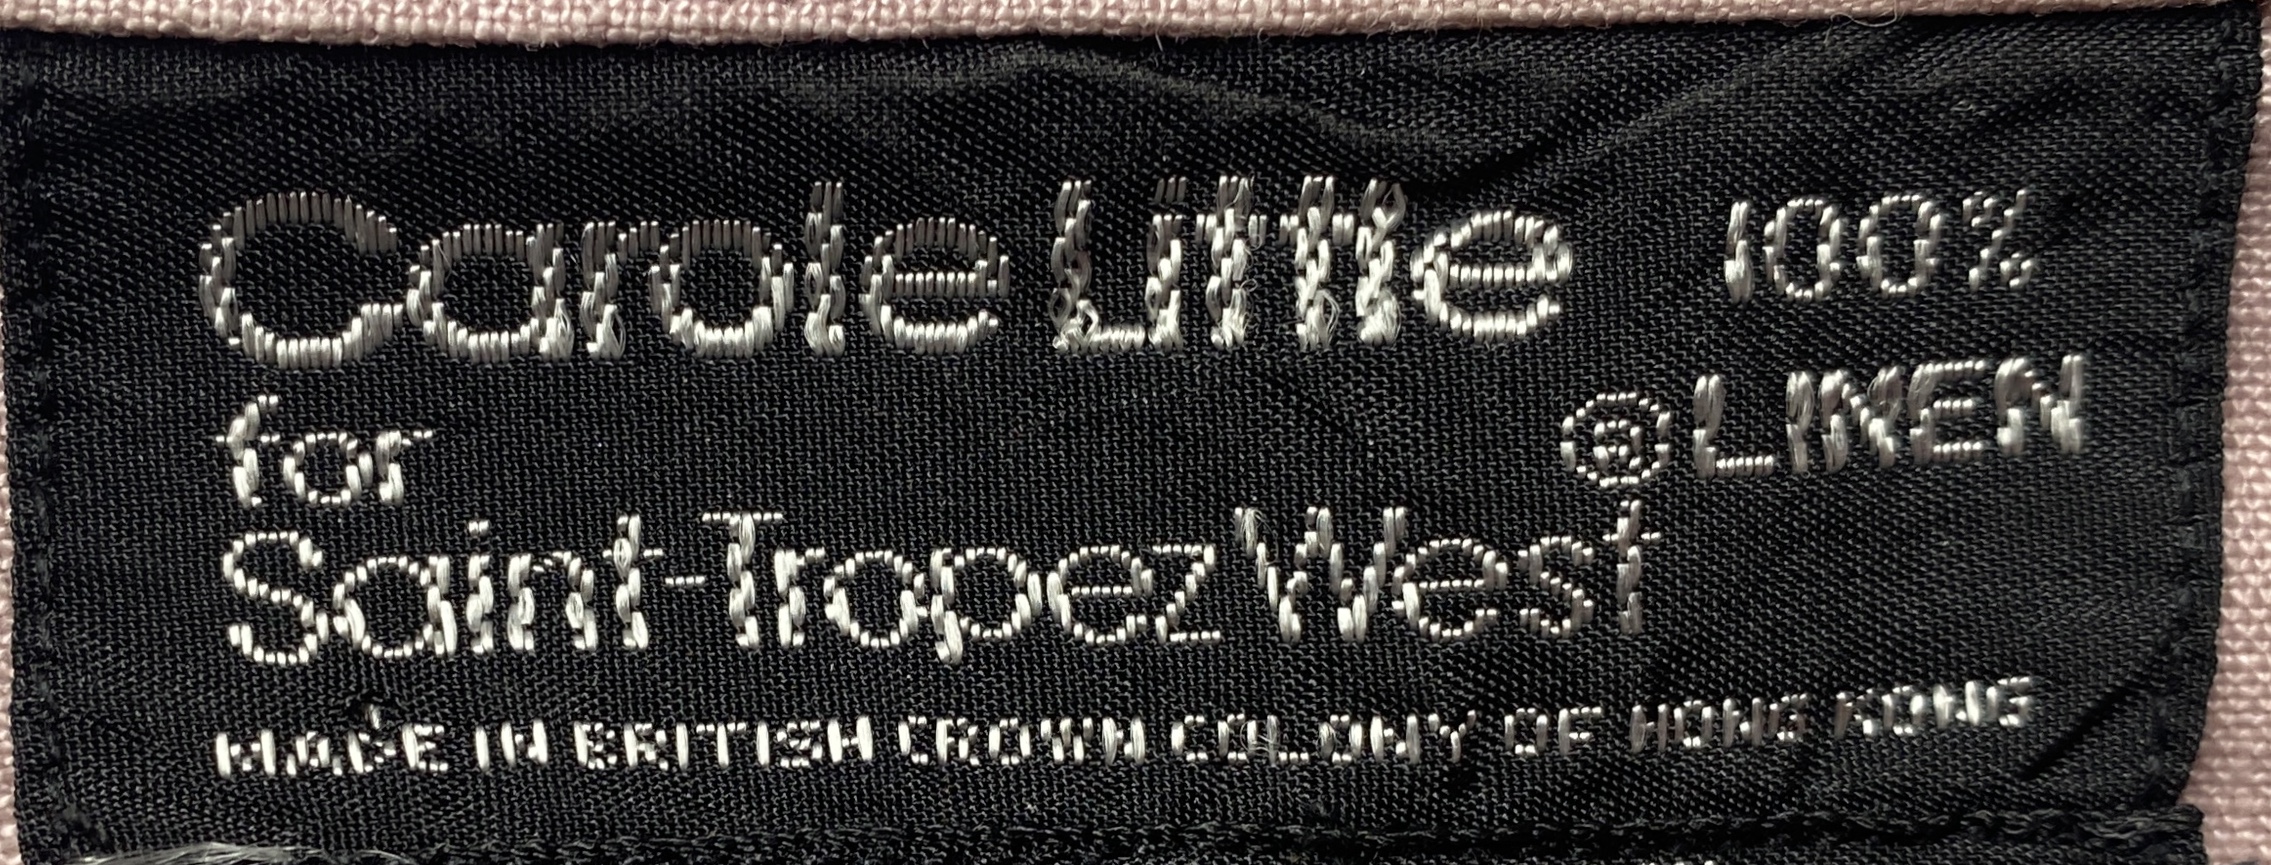 Carole Little 100%
for ® LINEN
Saint-Tropez West
MADE IN BRITISH CROWN COLONY OF HONG KONG